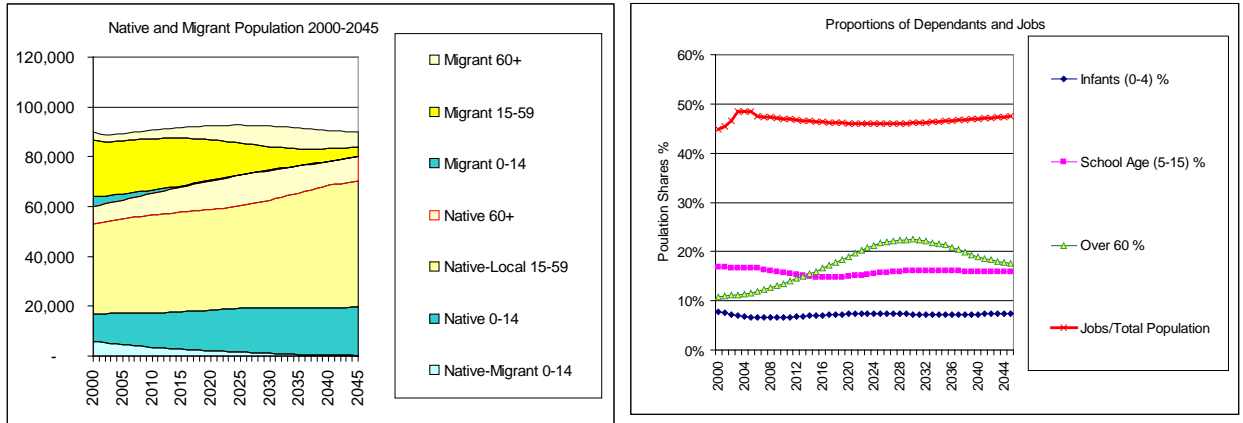 Native and Migrant Population 2000-2045
120,000
100,000
80,000
60,000
40,000
20,000
-
2000
2005
2010
2015
2020
2025
2030
2035
2040
2045
Migrant 60+
Migrant 15-59
Migrant 0-14
Native 60+
Native-Local 15-59
Native 0-14
Native-Migrant 0-14
Proportions of Dependants and Jobs
Poulation Shares %
60%
50%
40%
30%
20%
10%
0%
2000
2004
2008
2012
2016
2020
2024
2028
2032
2036
2040
2044
Infants (0-4) %
School Age (5-15) %
Over 60 %
Jobs/Total Population